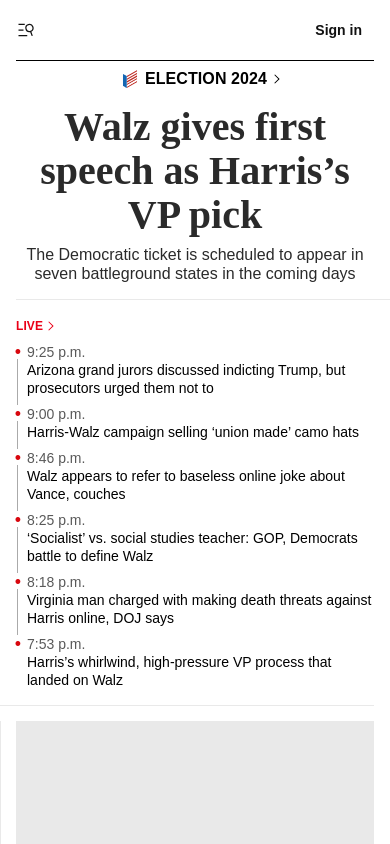 Sign in
ELECTION 2024
Walz gives first
speech as Harris’s
VP pick
The Democratic ticket is scheduled to appear in
seven battleground states in the coming days
LIVE
9:25 p.m.
Arizona grand jurors discussed indicting Trump, but
prosecutors urged them not to
9:00 p.m.
Harris-Walz campaign selling ‘union made’ camo hats
8:46 p.m.
Walz appears to refer to baseless online joke about
Vance, couches
8:25 p.m.
‘Socialist’ vs. social studies teacher: GOP, Democrats
battle to define Walz
8:18 p.m.
Virginia man charged with making death threats against
Harris online, DOJ says
7:53 p.m.
Harris’s whirlwind, high-pressure VP process that
landed on Walz